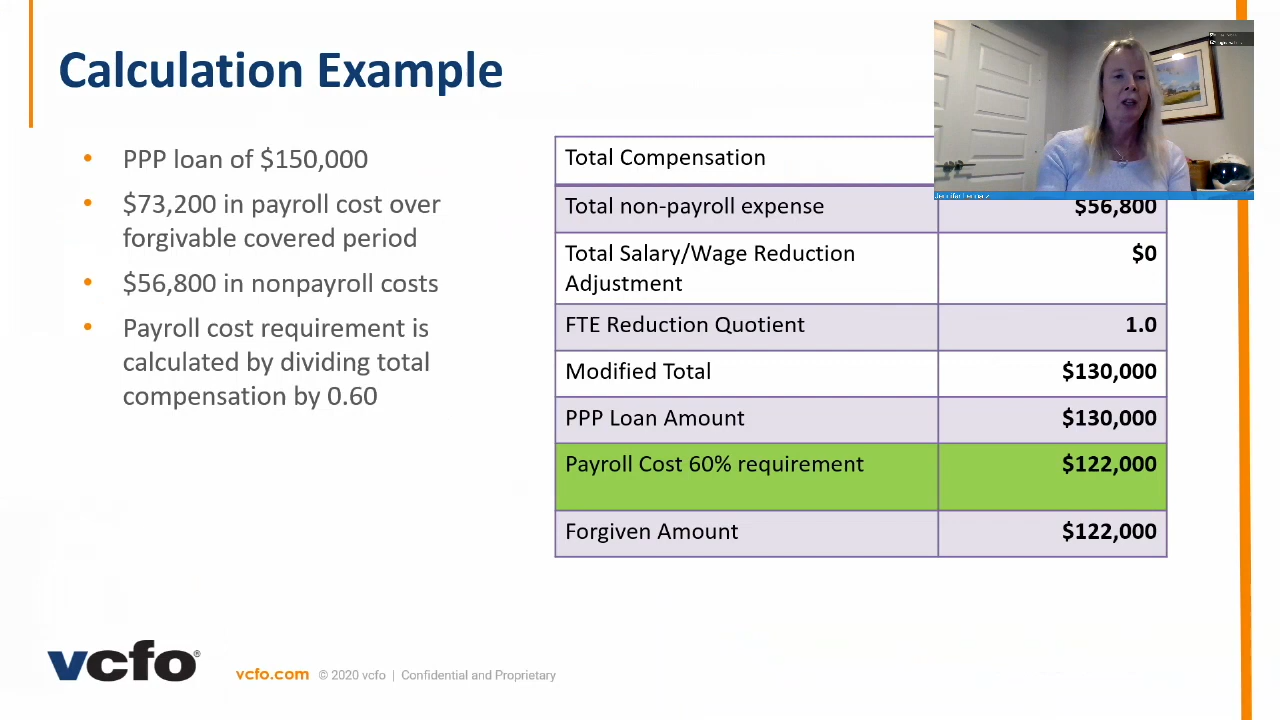 Calculation Example
• PPP loan of $150,000
• $73,200 in payroll cost over
forgivable covered period
• $56,800 in nonpayroll costs
• Payroll cost requirement is
calculated by dividing total
compensation by 0.60
Total Compensation
Total non-payroll expense $56,800
Total Salary/Wage Reduction $0
Adjustment
FTE Reduction Quotient 1.0
Modified Total $130,000
PPP Loan Amount $130,000
Payroll Cost 60% requirement $122,000
Forgiven Amount $122,000
vcfo®
vcfo.com © 2020 vcfo | Confidential and Proprietary